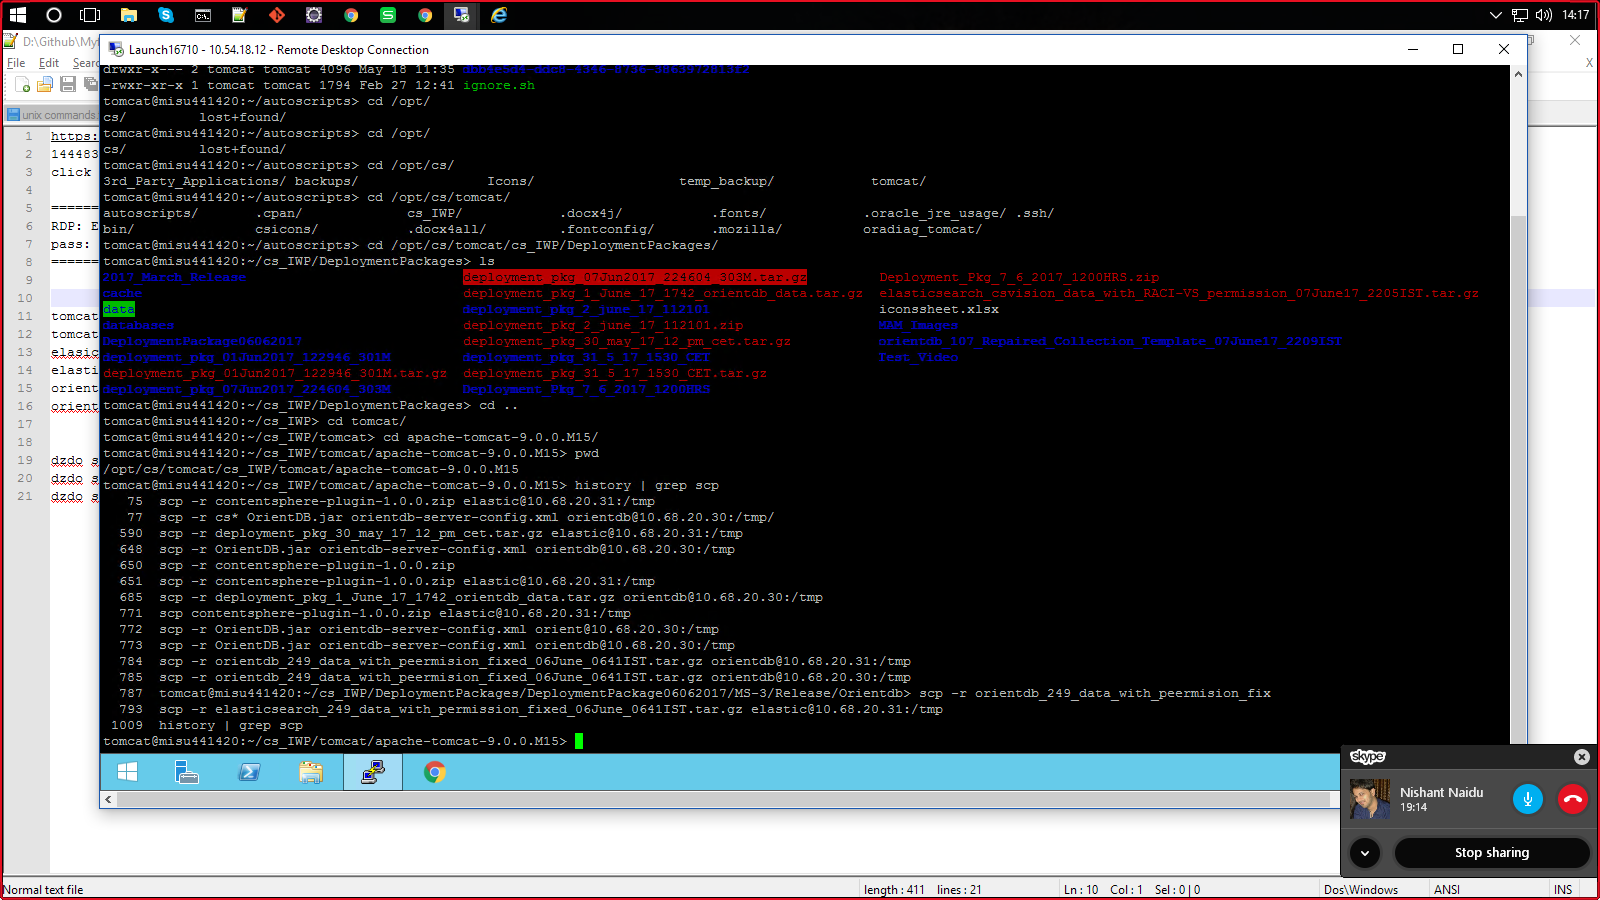 14:17
D:\Github\My
Launch16710 - 10.54.18.12 - Remote Desktop Connection
File Edit Searc
X
unix commands.
1 https:
2 144483
3 click
4
5 =======
6 RDP: E
7 pass:
8 =======
9
10
11 tomcat
12 tomcat
13 elasic
14 elasti
15 orient
16 orient
17
18
19 dzdo s
20 dzdo s
21 dzdo s
drwxr-x--- 2 tomcat tomcat 4096 May 18 11:35
-rwxr-xr-x 1 tomcat tomcat 1794 Feb 27 12:41 ignore.sh
tomcat@misu441420:~/autoscripts> cd /opt/
cs/ lost+found/
tomcat@misu441420:~/autoscripts> cd /opt/
cs/ lost+found/
tomcat@misu441420:~/autoscripts> cd /opt/cs/
3rd_Party_Applications/ backups/ Icons/ temp_backup/ tomcat/
tomcat@misu441420:~/autoscripts> cd /opt/cs/tomcat/
autoscripts/ .cpan/ cs_IWP/ .docx4j/ .fonts/ .oracle_jre_usage/ .ssh/
bin/ csicons/ .docx4all/ .fontconfig/ .mozilla/ oradiag_tomcat/
tomcat@misu441420:~/autoscripts> cd /opt/cs/tomcat/cs_IWP/DeploymentPackages/
tomcat@misu441420:~/cs_IWP/DeploymentPackages> ls
2017_March_Release deployment_pkg_07Jun2017_224604_303M.tar.gz Deployment_Pkg_7_6_2017_1200HRS.zip
cache deployment_pkg_1_June_17_1742_orientdb_data.tar.gz elasticsearch_csvision_data_with_RACI-VS_permission_07June17_2205IST.tar.gz
data deployment_pkg_2_june_17_112101 iconssheet.xlsx
databases deployment_pkg_2_june_17_112101.zip MAM_Images
DeploymentPackage06062017 deployment_pkg_30_may_17_12_pm_cet.tar.gz orientdb_107_Repaired_Collection_Template_07June17_2209IST
deployment_pkg_01Jun2017_122946_301M deployment_pkg_31_5_17_1530_CET Test_Video
deployment_pkg_01Jun2017_122946_301M.tar.gz deployment_pkg_31_5_17_1530_CET.tar.gz
deployment_pkg_07Jun2017_224604_303M Deployment_Pkg_7_6_2017_1200HRS
tomcat@misu441420:~/cs_IWP/DeploymentPackages> cd ..
tomcat@misu441420:~/cs_IWP> cd tomcat/
tomcat@misu441420:~/cs_IWP/tomcat> cd apache-tomcat-9.0.0.M15/
tomcat@misu441420:~/cs_IWP/tomcat/apache-tomcat-9.0.0.M15> pwd
/opt/cs/tomcat/cs_IWP/tomcat/apache-tomcat-9.0.0.M15
tomcat@misu441420:~/cs_IWP/tomcat/apache-tomcat-9.0.0.M15> history | grep scp
75 scp -r contentsphere-plugin-1.0.0.zip elastic@10.68.20.31:/tmp
77 scp -r cs* OrientDB.jar orientdb-server-config.xml orientdb@10.68.20.30:/tmp/
590 scp -r deployment_pkg_30_may_17_12_pm_cet.tar.gz elastic@10.68.20.31:/tmp
648 scp -r OrientDB.jar orientdb-server-config.xml orientdb@10.68.20.30:/tmp
650 scp -r contentsphere-plugin-1.0.0.zip
651 scp -r contentsphere-plugin-1.0.0.zip elastic@10.68.20.31:/tmp
685 scp -r deployment_pkg_1_June_17_1742_orientdb_data.tar.gz orientdb@10.68.20.30:/tmp
771 scp contentsphere-plugin-1.0.0.zip elastic@10.68.20.31:/tmp
772 scp -r OrientDB.jar orientdb-server-config.xml orient@10.68.20.30:/tmp
773 scp -r OrientDB.jar orientdb-server-config.xml orientdb@10.68.20.30:/tmp
784 scp -r orientdb_249_data_with_peermision_fixed_06June_0641IST.tar.gz orientdb@10.68.20.31:/tmp
785 scp -r orientdb_249_data_with_peermision_fixed_06June_0641IST.tar.gz orientdb@10.68.20.30:/tmp
787 tomcat@misu441420:~/cs_IWP/DeploymentPackages/DeploymentPackage06062017/MS-3/Release/Orientdb> scp -r orientdb_249_data_with_peermision_fix
793 scp -r elasticsearch_249_data_with_permission_fixed_06June_0641IST.tar.gz elastic@10.68.20.31:/tmp
1009 history | grep scp
tomcat@misu441420:~/cs_IWP/tomcat/apache-tomcat-9.0.0.M15>
skype
Nishant Naidu
19:14
Stop sharing
Normal text file length : 411 lines : 21 Ln : 10 Col : 1 Sel : 0 | 0 Dos\Windows ANSI INS